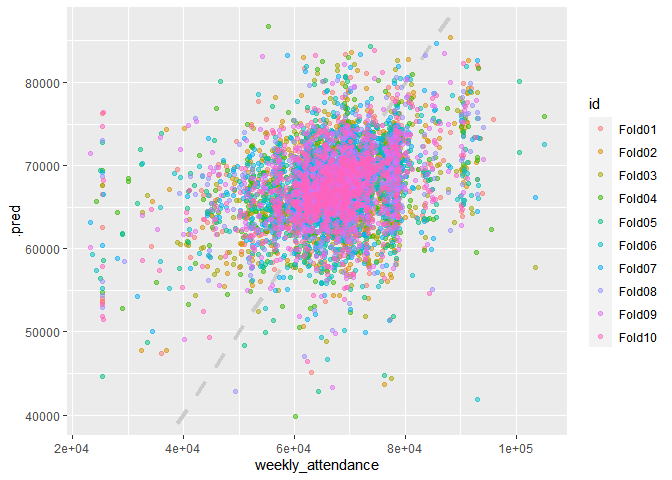 80000
70000
60000
50000
40000
.pred
2e+04
4e+04
6e+04
8e+04
1e+05
weekly_attendance
id
Fold01
Fold02
Fold03
Fold04
Fold05
Fold06
Fold07
Fold08
Fold09
Fold10